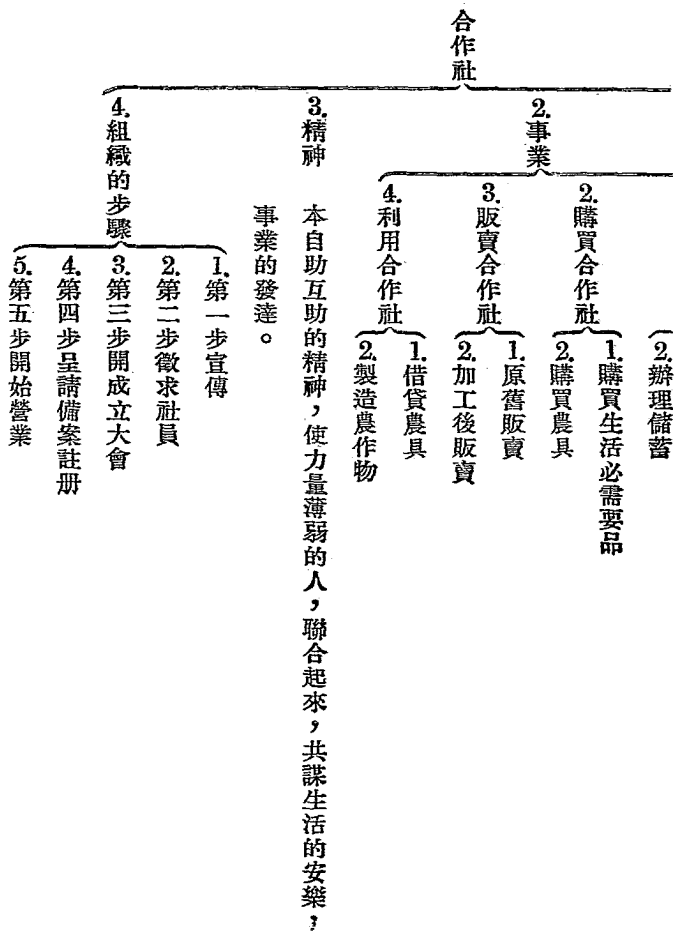 2.辦理儲蓄
合作社
2.事業
2.購買合作社
1.購買生活必需要品
2.購買農具
3.販賣合作社
1.原舊販賣
2.加工後販賣
4.利用合作社
1.借貸農具
2.製造農作物
3.精神
本自助互助的精神，使力量薄弱的人，聯合起來，共謀生活的安樂，
事業的發達。
4.組織的步驟
1.第一步宣傳
2.第二步徵求社員
3.第三步開成立大會
4.第四步呈請備案註册
5.第五步開始營業